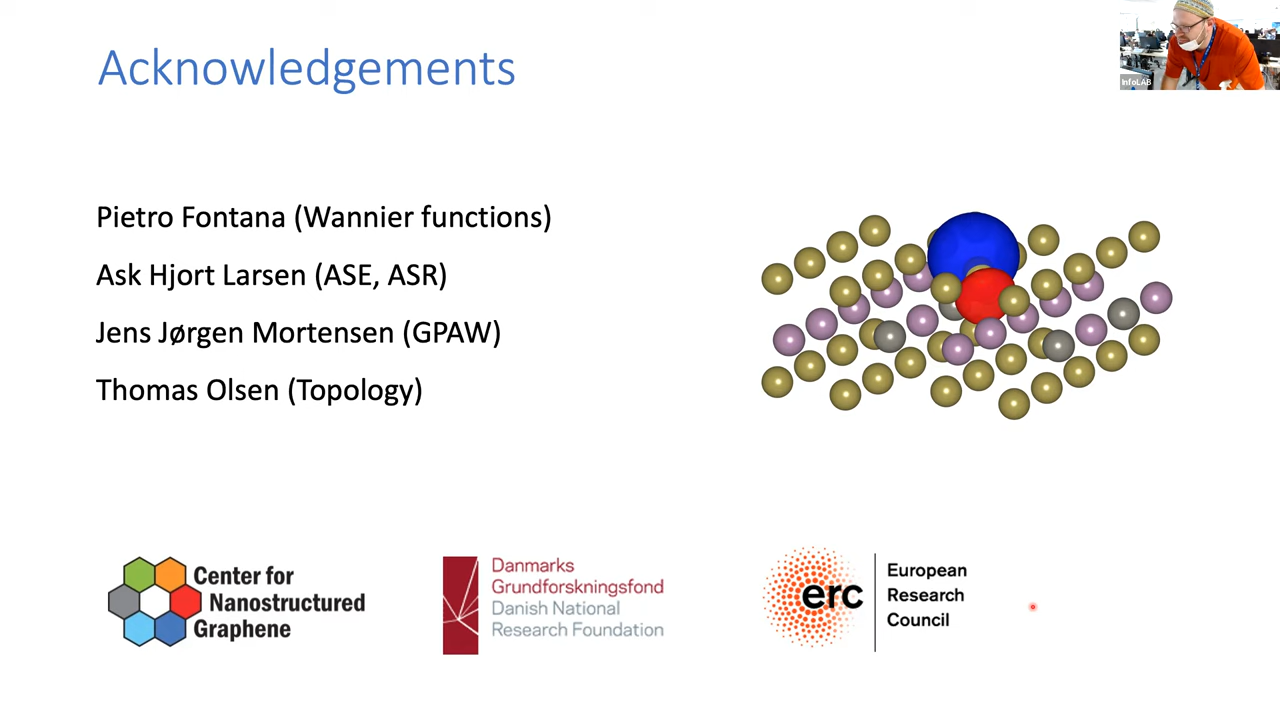 Acknowledgements
InfoLAB
Pietro Fontana (Wannier functions)
Ask Hjort Larsen (ASE, ASR)
Jens Jørgen Mortensen (GPAW)
Thomas Olsen (Topology)
Center for
Nanostructured
Graphene
Danmarks
Grundforskningsfond
Danish National
Research Foundation
erc
European
Research
Council